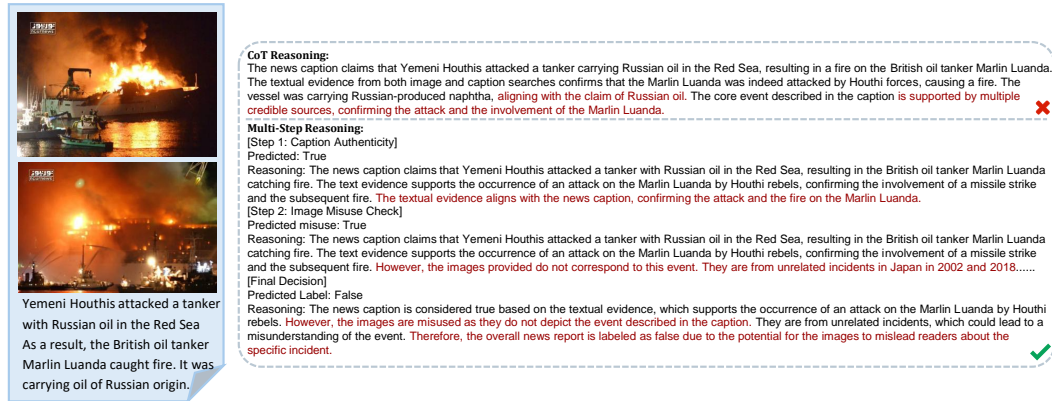 Yemeni Houthis attacked a tanker
with Russian oil in the Red Sea
As a result, the British oil tanker
Marlin Luanda caught fire. It was
carrying oil of Russian origin.
CoT Reasoning:
The news caption claims that Yemeni Houthis attacked a tanker carrying Russian oil in the Red Sea, resulting in a fire on the British oil tanker Marlin Luanda.
The textual evidence from both image and caption searches confirms that the Marlin Luanda was indeed attacked by Houthi forces, causing a fire. The
vessel was carrying Russian-produced naphtha, aligning with the claim of Russian oil. The core event described in the caption is supported by multiple
credible sources, confirming the attack and the involvement of the Marlin Luanda.
Multi-Step Reasoning:
[Step 1: Caption Authenticity]
Predicted: True
Reasoning: The news caption claims that Yemeni Houthis attacked a tanker with Russian oil in the Red Sea, resulting in the British oil tanker Marlin Luanda
catching fire. The text evidence supports the occurrence of an attack on the Marlin Luanda by Houthi rebels, confirming the involvement of a missile strike
and the subsequent fire. The textual evidence aligns with the news caption, confirming the attack and the fire on the Marlin Luanda.
[Step 2: Image Misuse Check]
Predicted misuse: True
Reasoning: The news caption claims that Yemeni Houthis attacked a tanker with Russian oil in the Red Sea, resulting in the British oil tanker Marlin Luanda
catching fire. The text evidence supports the occurrence of an attack on the Marlin Luanda by Houthi rebels, confirming the involvement of a missile strike
and the subsequent fire. However, the images provided do not correspond to this event. They are from unrelated incidents in Japan in 2002 and 2018......
[Final Decision]
Predicted Label: False
Reasoning: The news caption is considered true based on the textual evidence, which supports the occurrence of an attack on the Marlin Luanda by Houthi
rebels. However, the images are misused as they do not depict the event described in the caption. They are from unrelated incidents, which could lead to a
misunderstanding of the event. Therefore, the overall news report is labeled as false due to the potential for the images to mislead readers about the
specific incident.